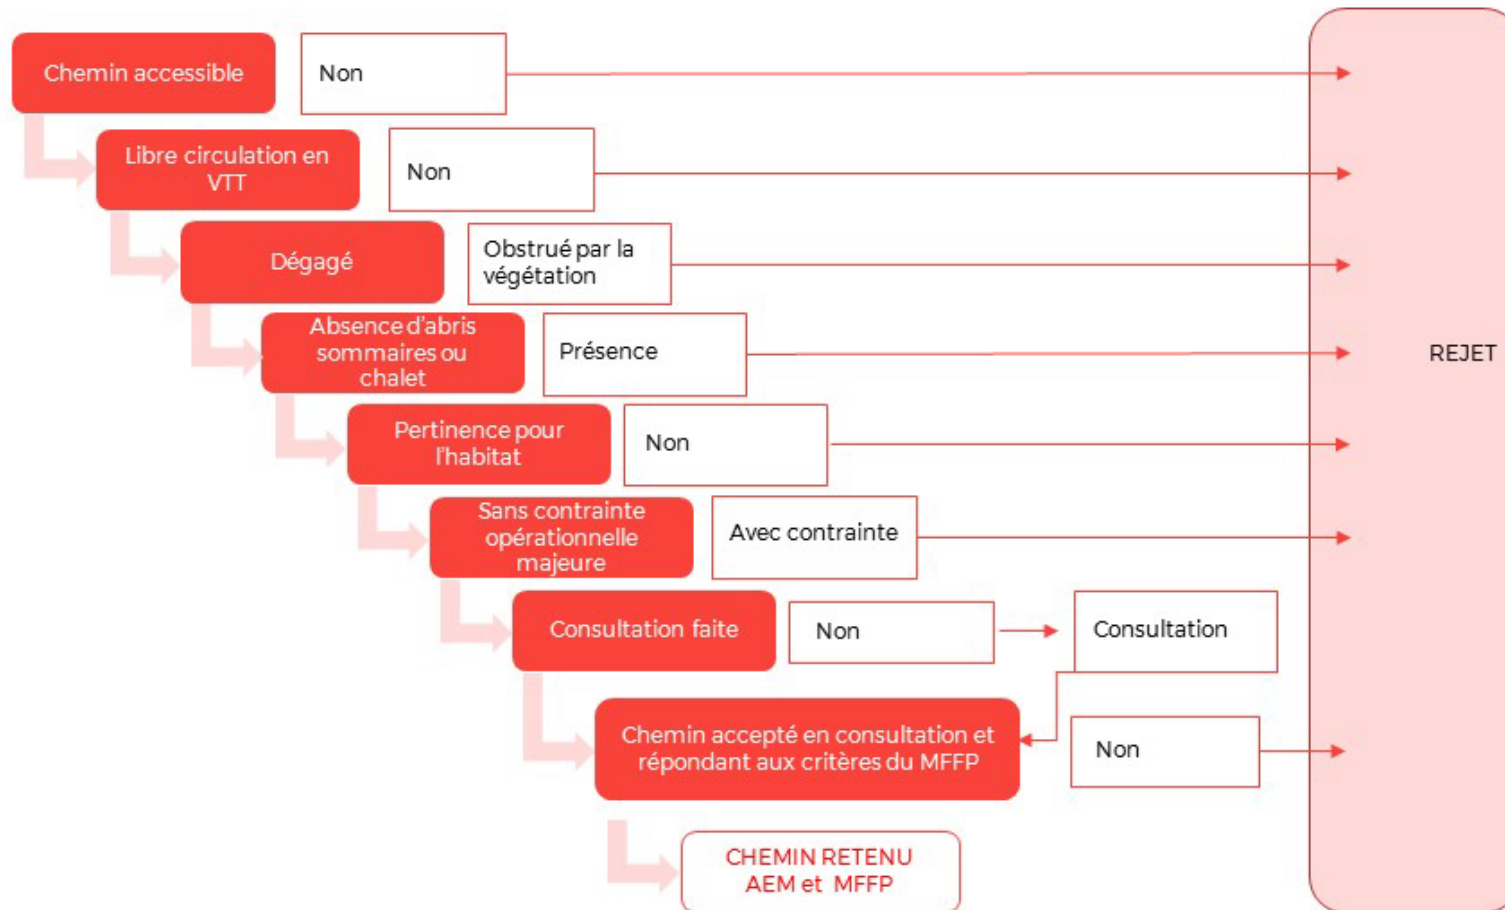 Chemin accessible
Non
Libre circulation en
VTT
Non
Dégagé
Obstrué par la
végétation
Absence d'abris
sommaires ou
chalet
Présence
REJET
Pertinence pour
l'habitat
Non
Sans contrainte
opérationnelle
majeure
Avec contrainte
Consultation faite
Non
Consultation
Chemin accepté en consultation et
répondant aux critères du MFFP
Non
CHEMIN RETENU
AEM et MFFP